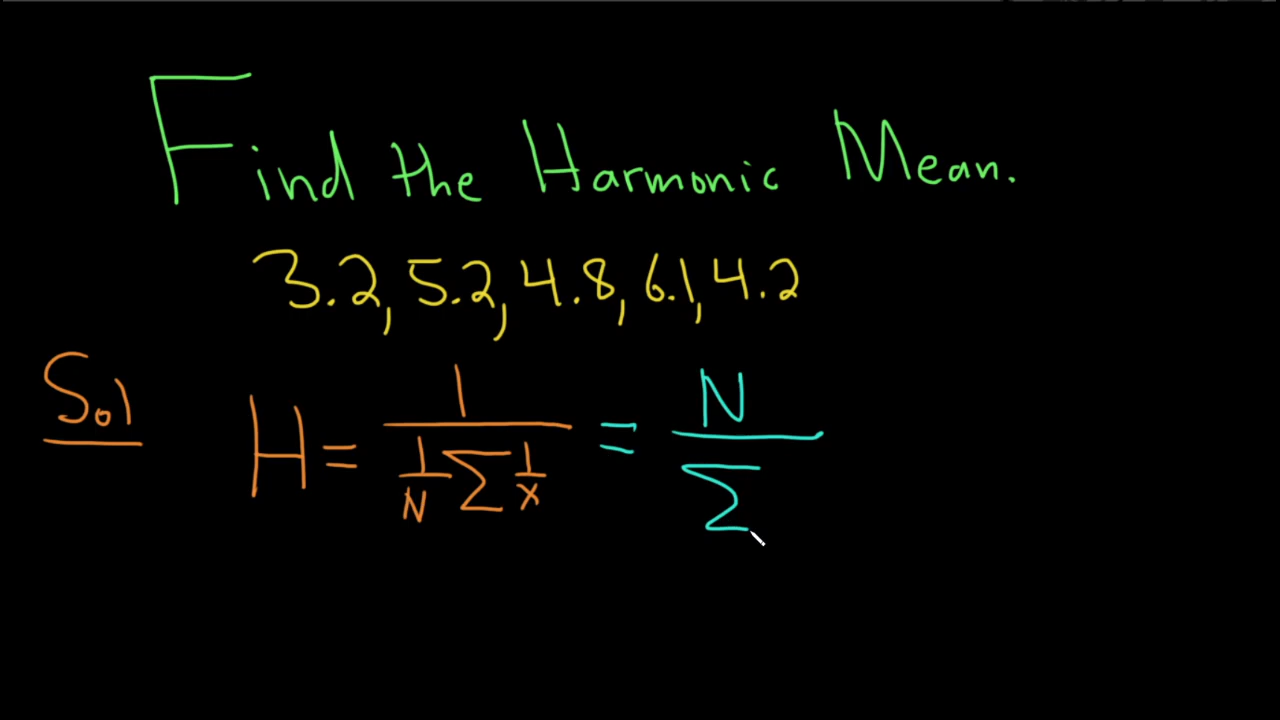 Find the Harmonic Mean.
3.2, 5.2, 4.8, 6.1, 4.2
Sol H = 1 / (1/N Σ 1/x) = N / Σ